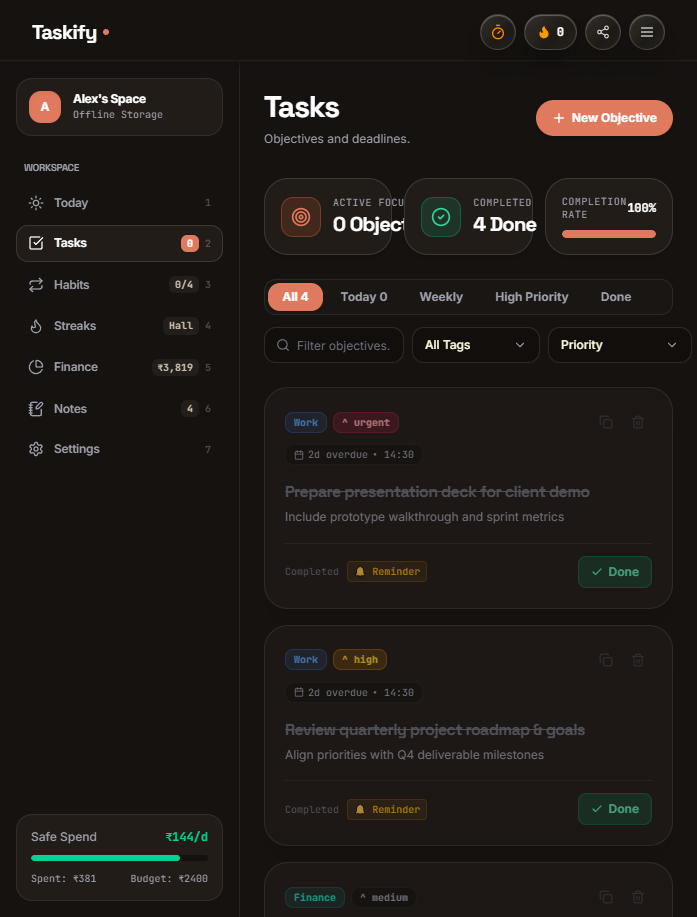 Taskify
0
A
Alex's Space
Offline Storage
WORKSPACE
Today 1
Tasks 0 2
Habits 0/4 3
Streaks Hall 4
Finance ₹3,819 5
Notes 4 6
Settings 7
Safe Spend ₹144/d
Spent: ₹381 Budget: ₹2400
Tasks
Objectives and deadlines.
New Objective
ACTIVE FOCU
0 Object
COMPLETED
4 Done
COMPLETION RATE 100%
All 4 Today 0 Weekly High Priority Done
Filter objectives. All Tags Priority
Work ^ urgent
2d overdue • 14:30
Prepare presentation deck for client demo
Include prototype walkthrough and sprint metrics
Completed Reminder Done
Work ^ high
2d overdue • 14:30
Review quarterly project roadmap & goals
Align priorities with Q4 deliverable milestones
Completed Reminder Done
Finance ^ medium